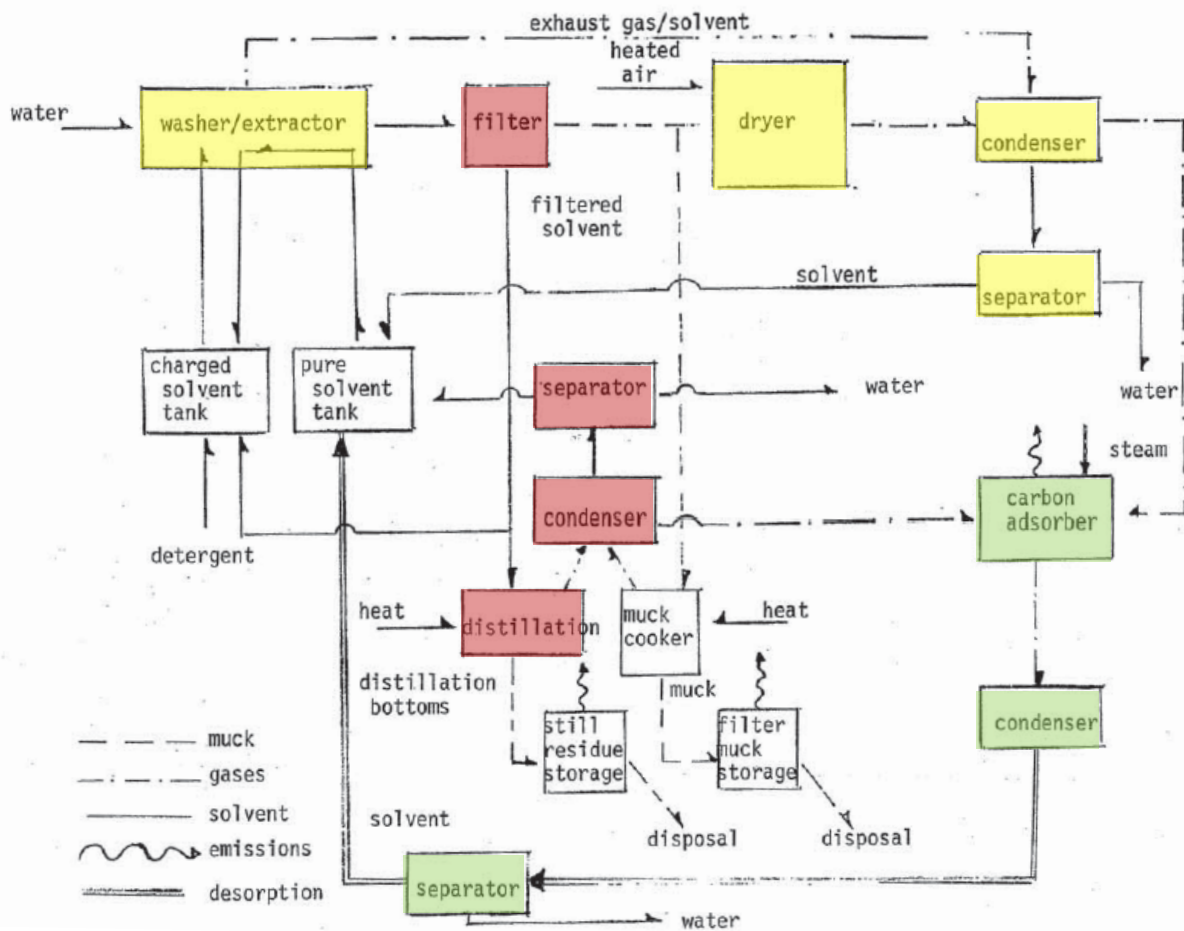 exhaust gas/solvent
heated
air
water
washer/extractor
filter
dryer
condenser
filtered
solvent
solvent
separator
charged
solvent
tank
pure
solvent
tank
separator
water
water
steam
condenser
carbon
adsorber
detergent
heat
distillation
muck
cooker
heat
distillation
bottoms
muck
still
residue
storage
filter
muck
storage
condenser
muck
gases
solvent
emissions
desorption
solvent
disposal
disposal
separator
water